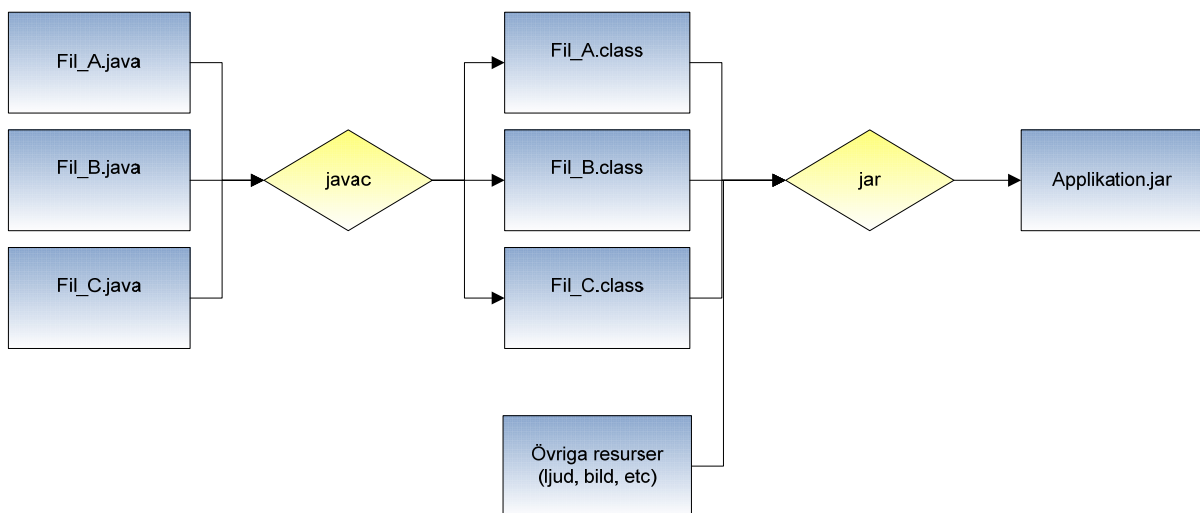 Fil_A.java
Fil_B.java
Fil_C.java
javac
Fil_A.class
Fil_B.class
Fil_C.class
Övriga resurser
(ljud, bild, etc)
jar
Applikation.jar